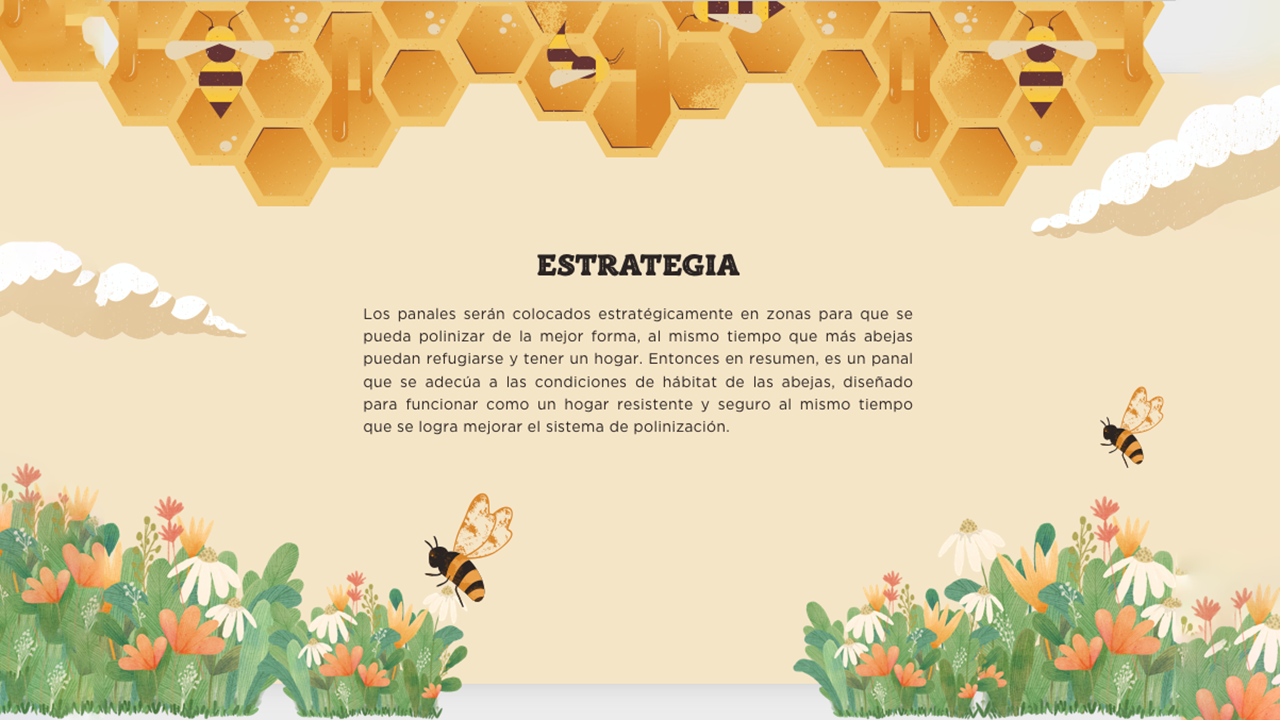 ESTRATEGIA
Los panales serán colocados estratégicamente en zonas para que se
pueda polinizar de la mejor forma, al mismo tiempo que más abejas
puedan refugiarse y tener un hogar. Entonces en resumen, es un panal
que se adecúa a las condiciones de hábitat de las abejas, diseñado
para funcionar como un hogar resistente y seguro al mismo tiempo
que se logra mejorar el sistema de polinización.